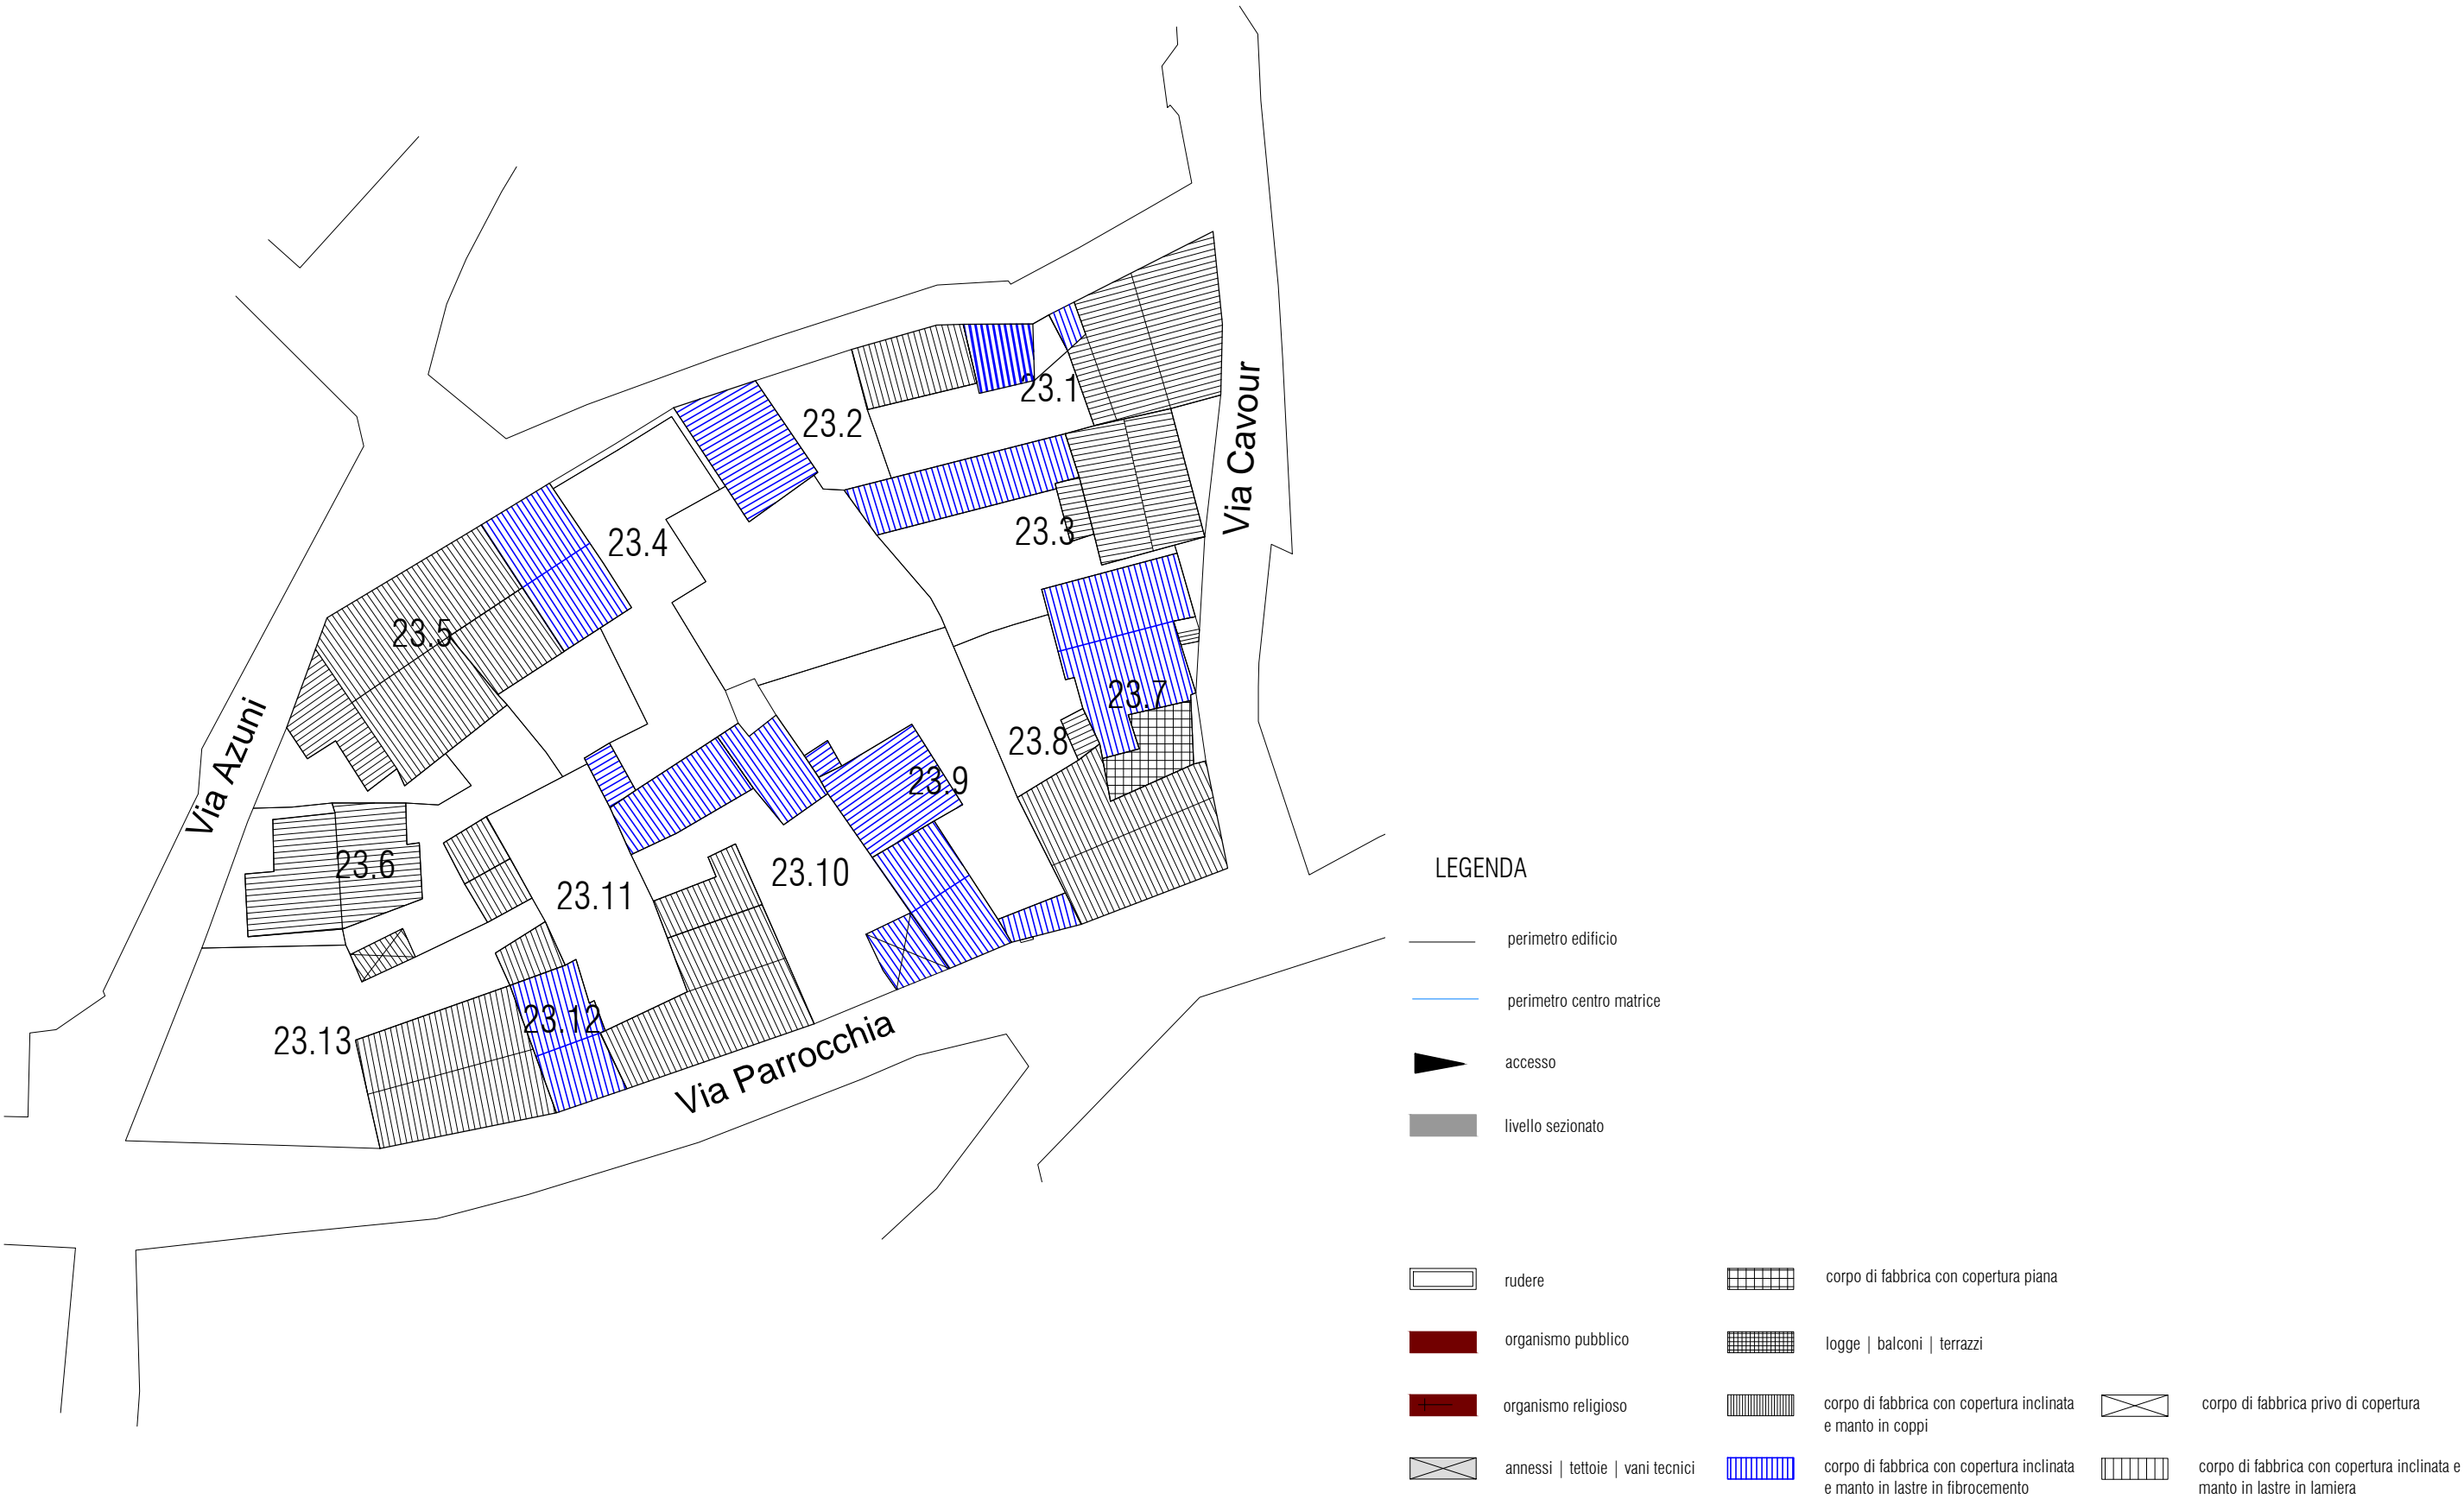 23.1
23.2
Via Cavour
23.3
23.4
23.5
23.7
Via Azuni
23.8
23.9
23.6
23.10
23.11
23.12
23.13
Via Parrocchia
LEGENDA
perimetro edificio
perimetro centro matrice
accesso
livello sezionato
rudere
corpo di fabbrica con copertura piana
organismo pubblico
logge | balconi | terrazzi
organismo religioso
corpo di fabbrica con copertura inclinata
e manto in coppi
corpo di fabbrica privo di copertura
annessi | tettoie | vani tecnici
corpo di fabbrica con copertura inclinata
e manto in lastre in fibrocemento
corpo di fabbrica con copertura inclinata e
manto in lastre in lamiera